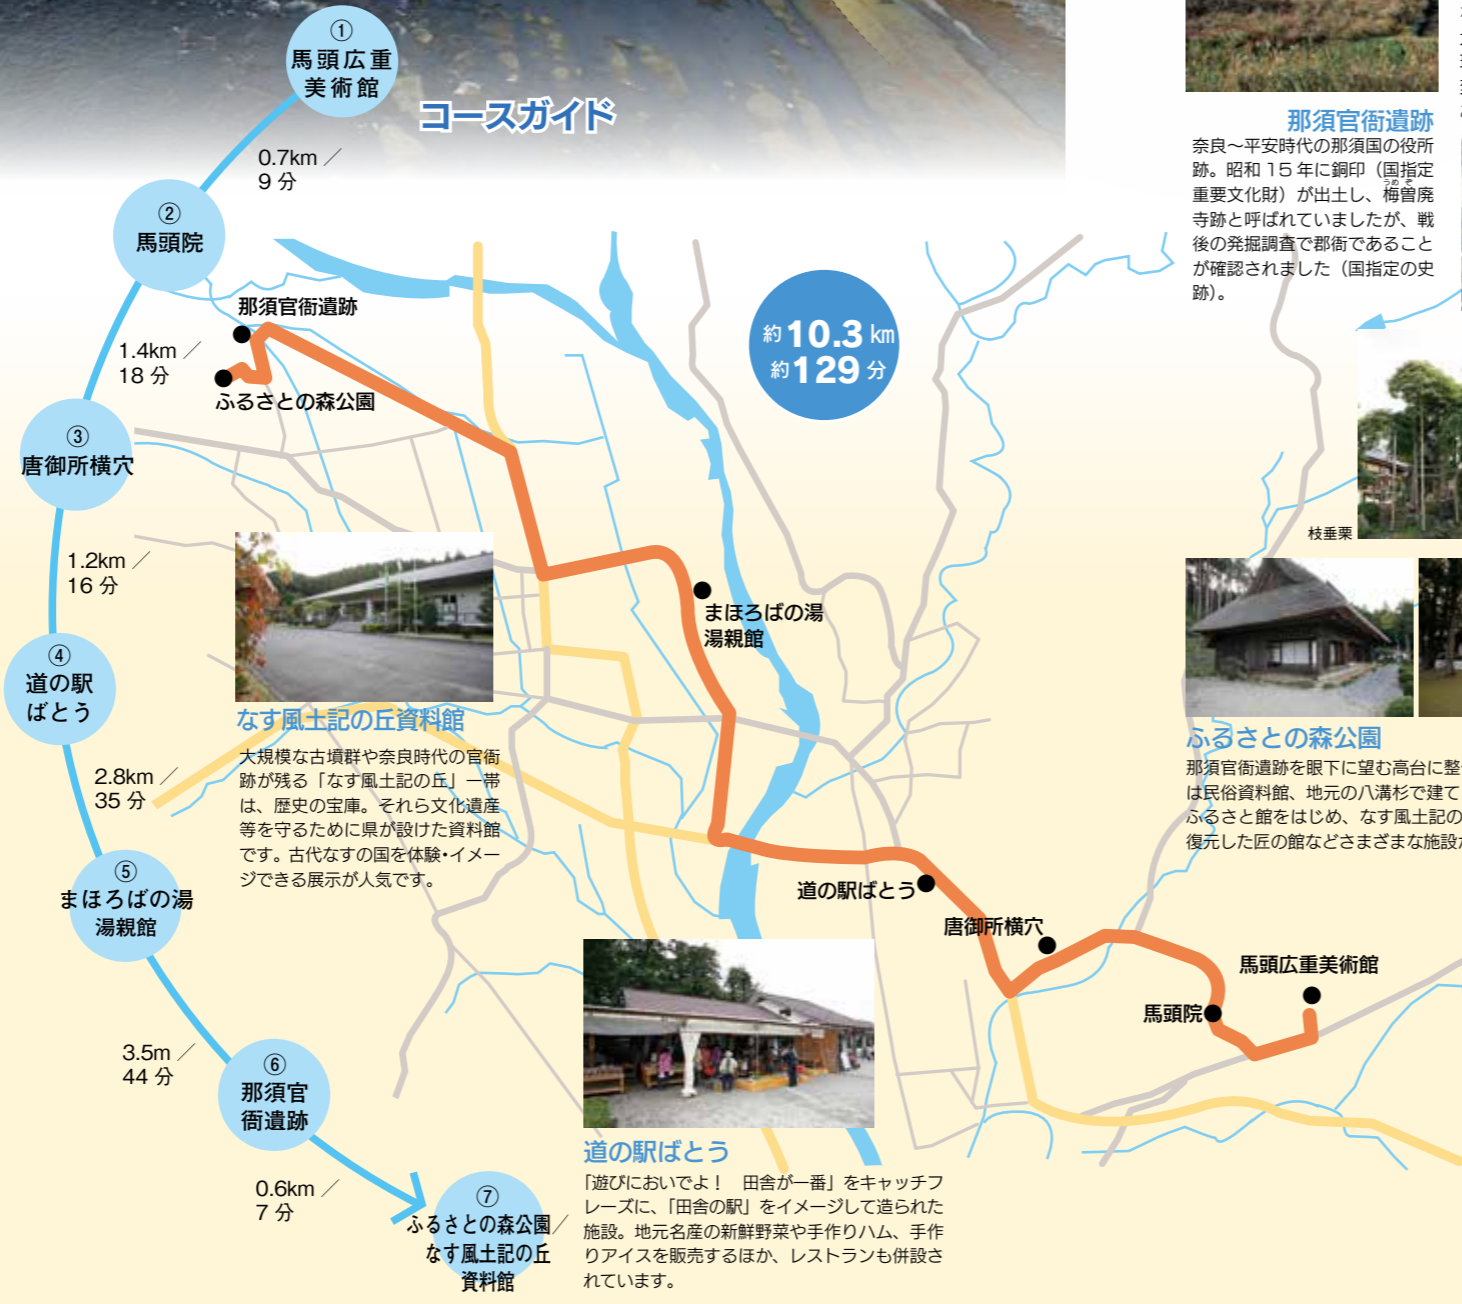 ①
馬頭広重
美術館
コースガイド
0.7km／
9 分
②
馬頭院
1.4km／
18 分
③
唐御所横穴
1.2km／
16 分
④
道の駅
ばとう
2.8km／
35 分
⑤
まほろばの湯
湯親館
3.5m／
44 分
⑥
那須官
衙遺跡
0.6km／
7 分
⑦
ふるさとの森公園／
なす風土記の丘
資料館
約10.3 km
約129 分
那須官衙遺跡
ふるさとの森公園
まほろばの湯
湯親館
道の駅ばとう
唐御所横穴
馬頭院
馬頭広重美術館
なす風土記の丘資料館
大規模な古墳群や奈良時代の官衙
跡が残る「なす風土記の丘」一帯
は、歴史の宝庫。それら文化遺産
等を守るために県が設けた資料館
です。古代なすの国を体験・イメー
ジできる展示が人気です。
道の駅ばとう
「遊びにおいでよ！　田舎が一番」をキャッチフ
レーズに、「田舎の駅」をイメージして造られた
施設。地元名産の新鮮野菜や手作りハム、手作
りアイスを販売するほか、レストランも併設さ
れています。
那須官衙遺跡
奈良～平安時代の那須国の役所
跡。昭和 15 年に銅印（国指定
重要文化財）が出土し、梅曽廃
うめ そ
寺跡と呼ばれていましたが、戦
後の発掘調査で郡衙であること
が確認されました（国指定の史
跡）。
枝垂栗
ふるさとの森公園
那須官衙遺跡を眼下に望む高台に整
は民俗資料館、地元の八溝杉で建て
ふるさと館をはじめ、なす風土記の
復元した匠の館などさまざまな施設